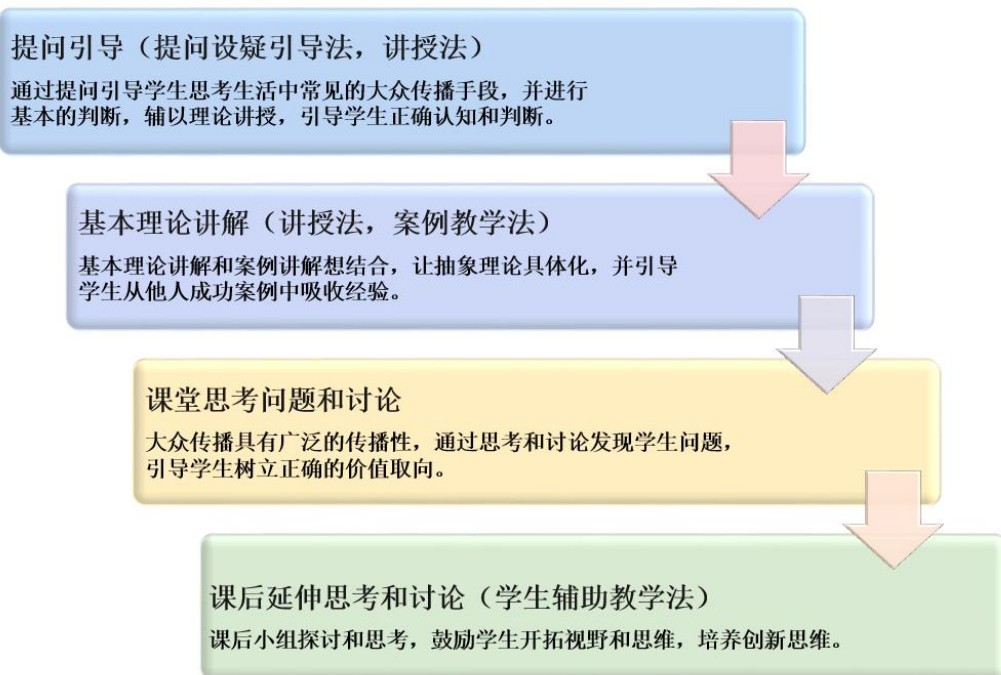 提问引导（提问设疑引导法，讲授法）
通过提问引导学生思考生活中常见的大众传播手段，并进行
基本的判断，辅以理论讲授，引导学生正确认知和判断。
基本理论讲解（讲授法，案例教学法）
基本理论讲解和案例讲解想结合，让抽象理论具体化，并引导
学生从他人成功案例中吸收经验。
课堂思考问题和讨论
大众传播具有广泛的传播性，通过思考和讨论发现学生问题，
引导学生树立正确的价值取向。
课后延伸思考和讨论（学生辅助教学法）
课后小组探讨和思考，鼓励学生开拓视野和思维，培养创新思维。